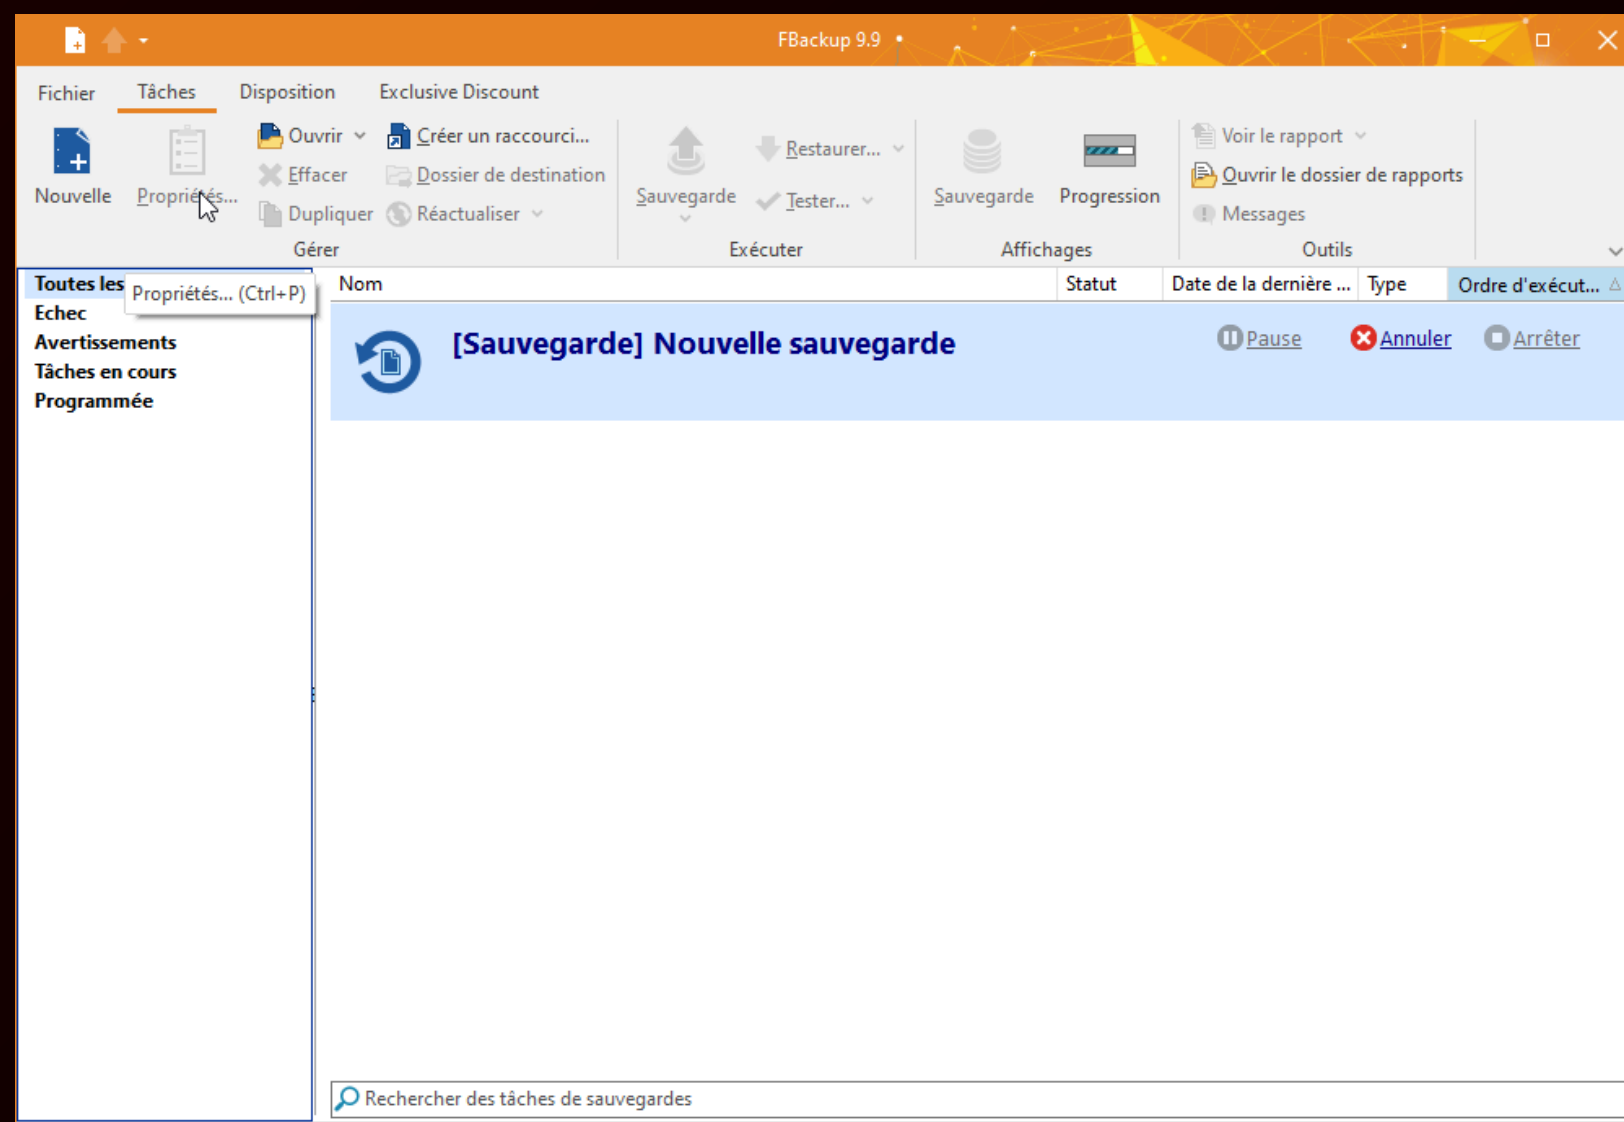 FBackup 9.9
Fichier Tâches Disposition Exclusive Discount
Nouvelle
Propriétés...
Ouvrir
Effacer
Dupliquer
Créer un raccourci...
Dossier de destination
Réactualiser
Gérer
Sauvegarde
Restaurer...
Tester...
Exécuter
Sauvegarde
Progression
Affichages
Voir le rapport
Ouvrir le dossier de rapports
Messages
Outils
Toutes les
Propriétés... (Ctrl+P)
Echec
Avertissements
Tâches en cours
Programmée
Nom Statut Date de la dernière ... Type Ordre d'exécut...
[Sauvegarde] Nouvelle sauvegarde
Pause Annuler Arrêter
Rechercher des tâches de sauvegardes